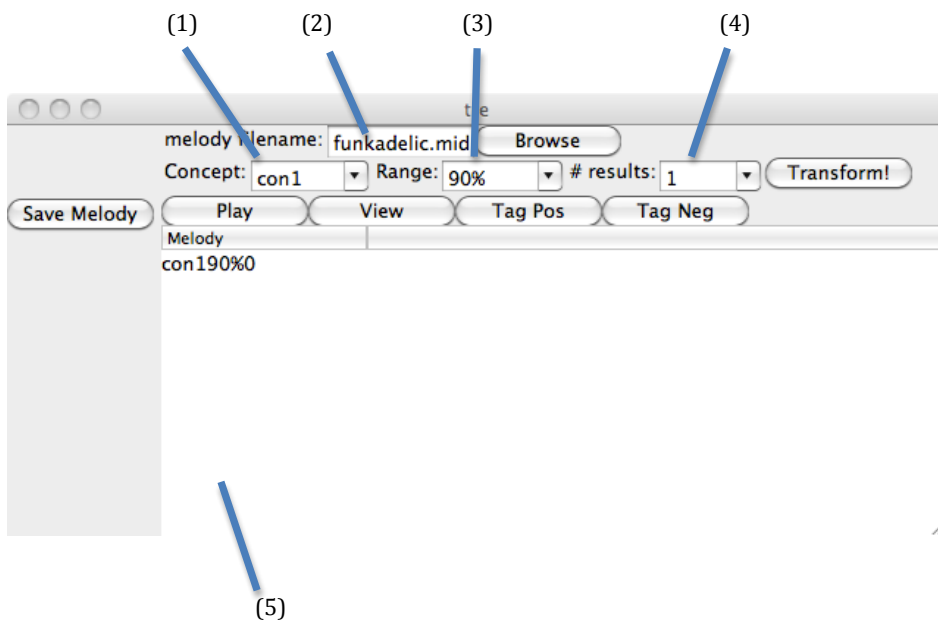 (1) (2) (3) (4)
melody filename: funkadelic.mid Browse
Concept: con1 Range: 90% # results: 1 Transform!
Save Melody Play View Tag Pos Tag Neg
Melody
con190%0
(5)